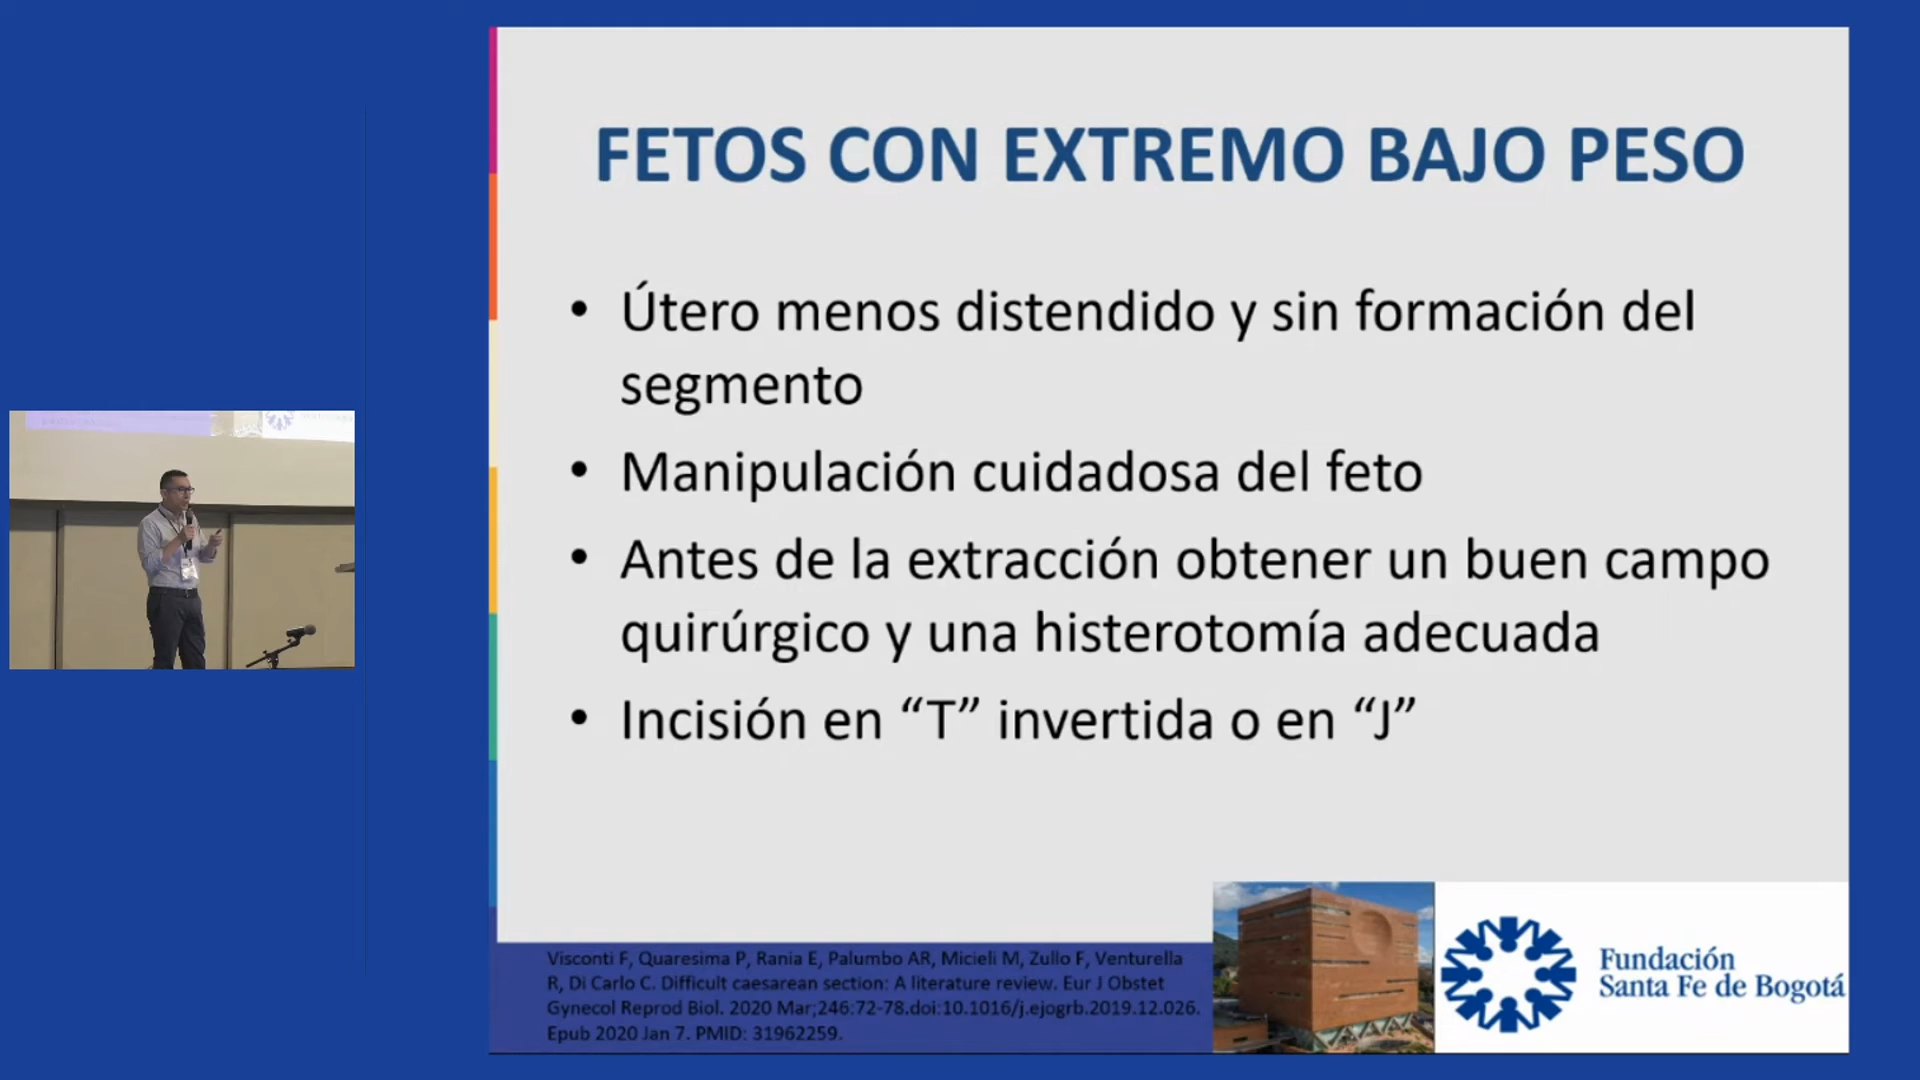 FETOS CON EXTREMO BAJO PESO
• Útero menos distendido y sin formación del
segmento
• Manipulación cuidadosa del feto
• Antes de la extracción obtener un buen campo
quirúrgico y una histerotomía adecuada
• Incisión en “T” invertida o en “J”
Visconti F, Quaresima P, Rania E, Palumbo AR, Micieli M, Zullo F, Venturella
R, Di Carlo C. Difficult caesarean section: A literature review. Eur J Obstet
Gynecol Reprod Biol. 2020 Mar;246:72-78.doi:10.1016/j.ejogrb.2019.12.026.
Epub 2020 Jan 7. PMID: 31962259.
Fundación
Santa Fe de Bogotá